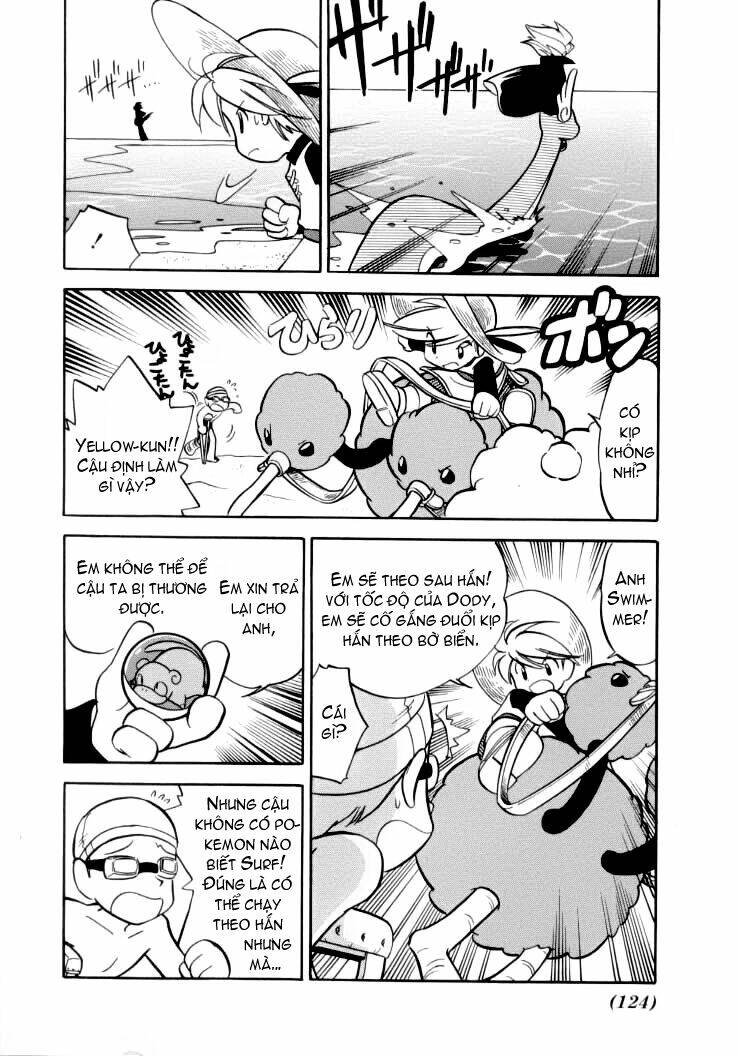 ザザザザ
ザザザ...
!
ボン
ひらり
ひょこたん
ひょこたん
CÓ
KỊP
KHÔNG
NHỈ?
YELLOW-KUN!!
CẬU ĐỊNH LÀM
GÌ VẬY?
ANH
SWIM-
MER!
EM SẼ THEO SAU HẮN!
VỚI TỐC ĐỘ CỦA DODY,
EM SẼ CỐ GẮNG ĐUỔI KỊP
HẮN THEO BỜ BIỂN.
CÁI
GÌ?
EM KHÔNG THỂ ĐỂ
CẬU TA BỊ THƯƠNG
ĐƯỢC.
EM XIN TRẢ
LẠI CHO
ANH,
NHƯNG CẬU
KHÔNG CÓ PO-
KEMON NÀO
BIẾT SURF!
ĐÚNG LÀ CÓ
THỂ CHẠY
THEO HẮN
NHƯNG
MÀ...
(124)